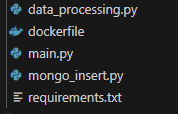 data_processing.py
dockerfile
main.py
mongo_insert.py
requirements.txt